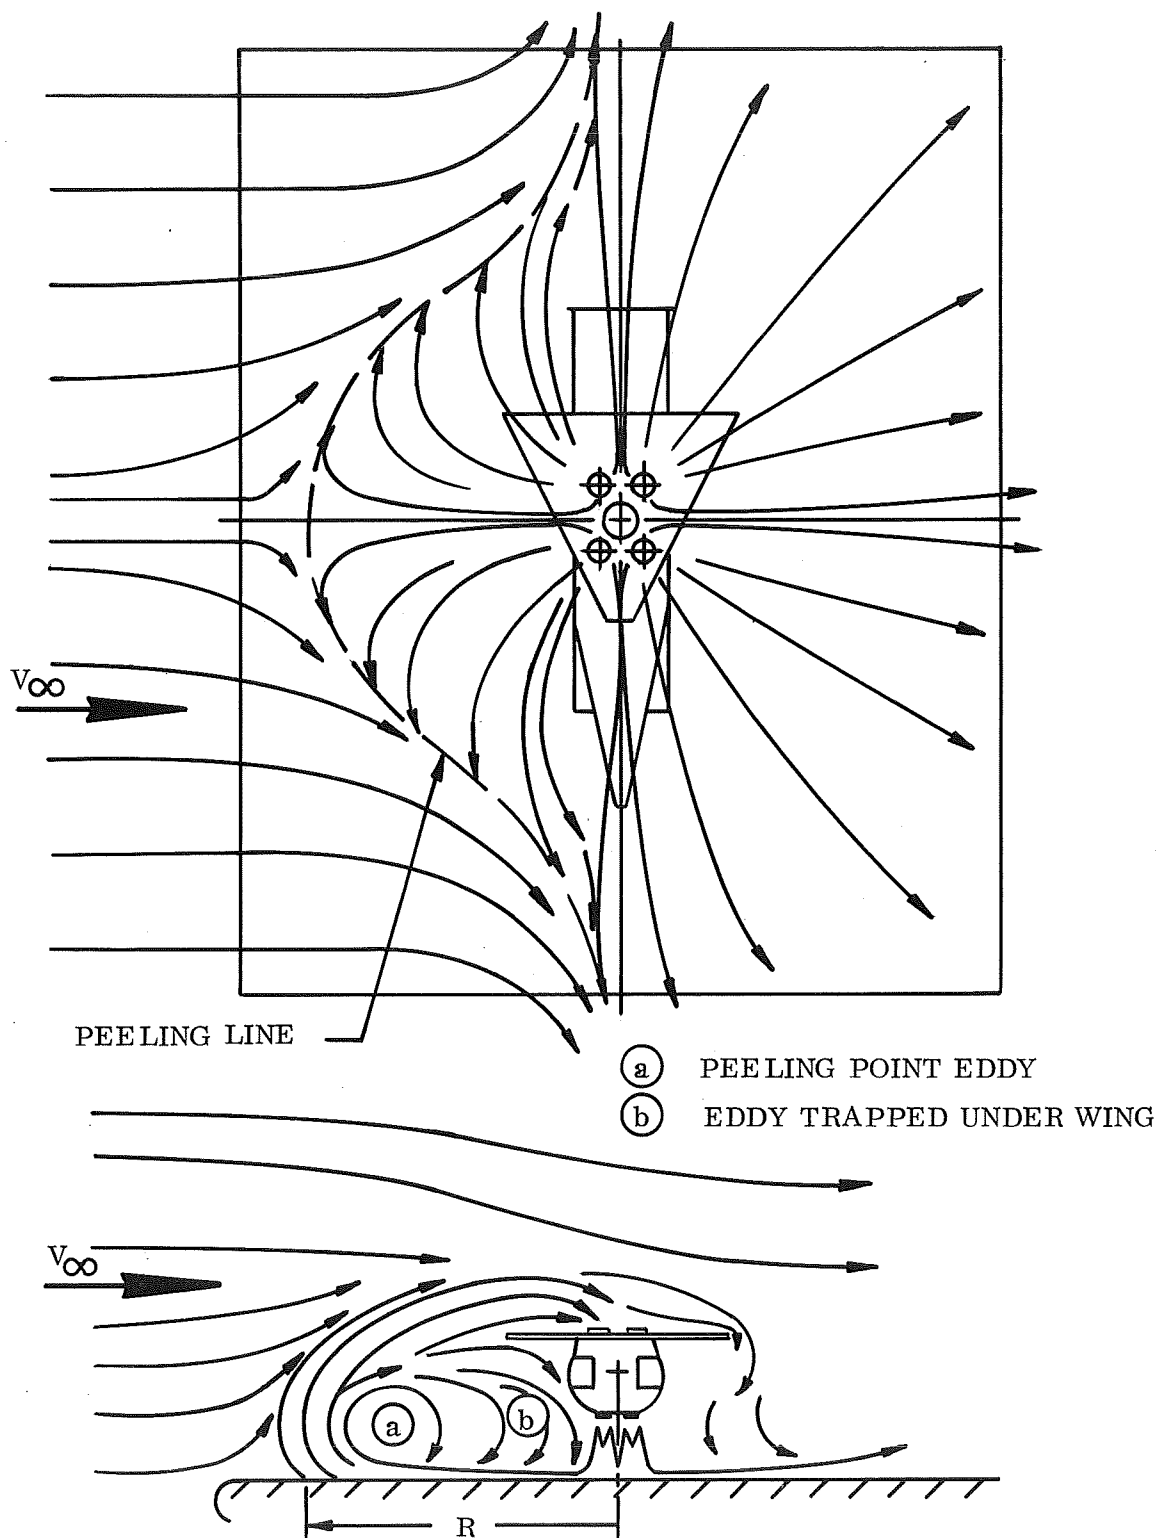 V∞
PEELING LINE
a PEELING POINT EDDY
b EDDY TRAPPED UNDER WING
V∞
a
b
R